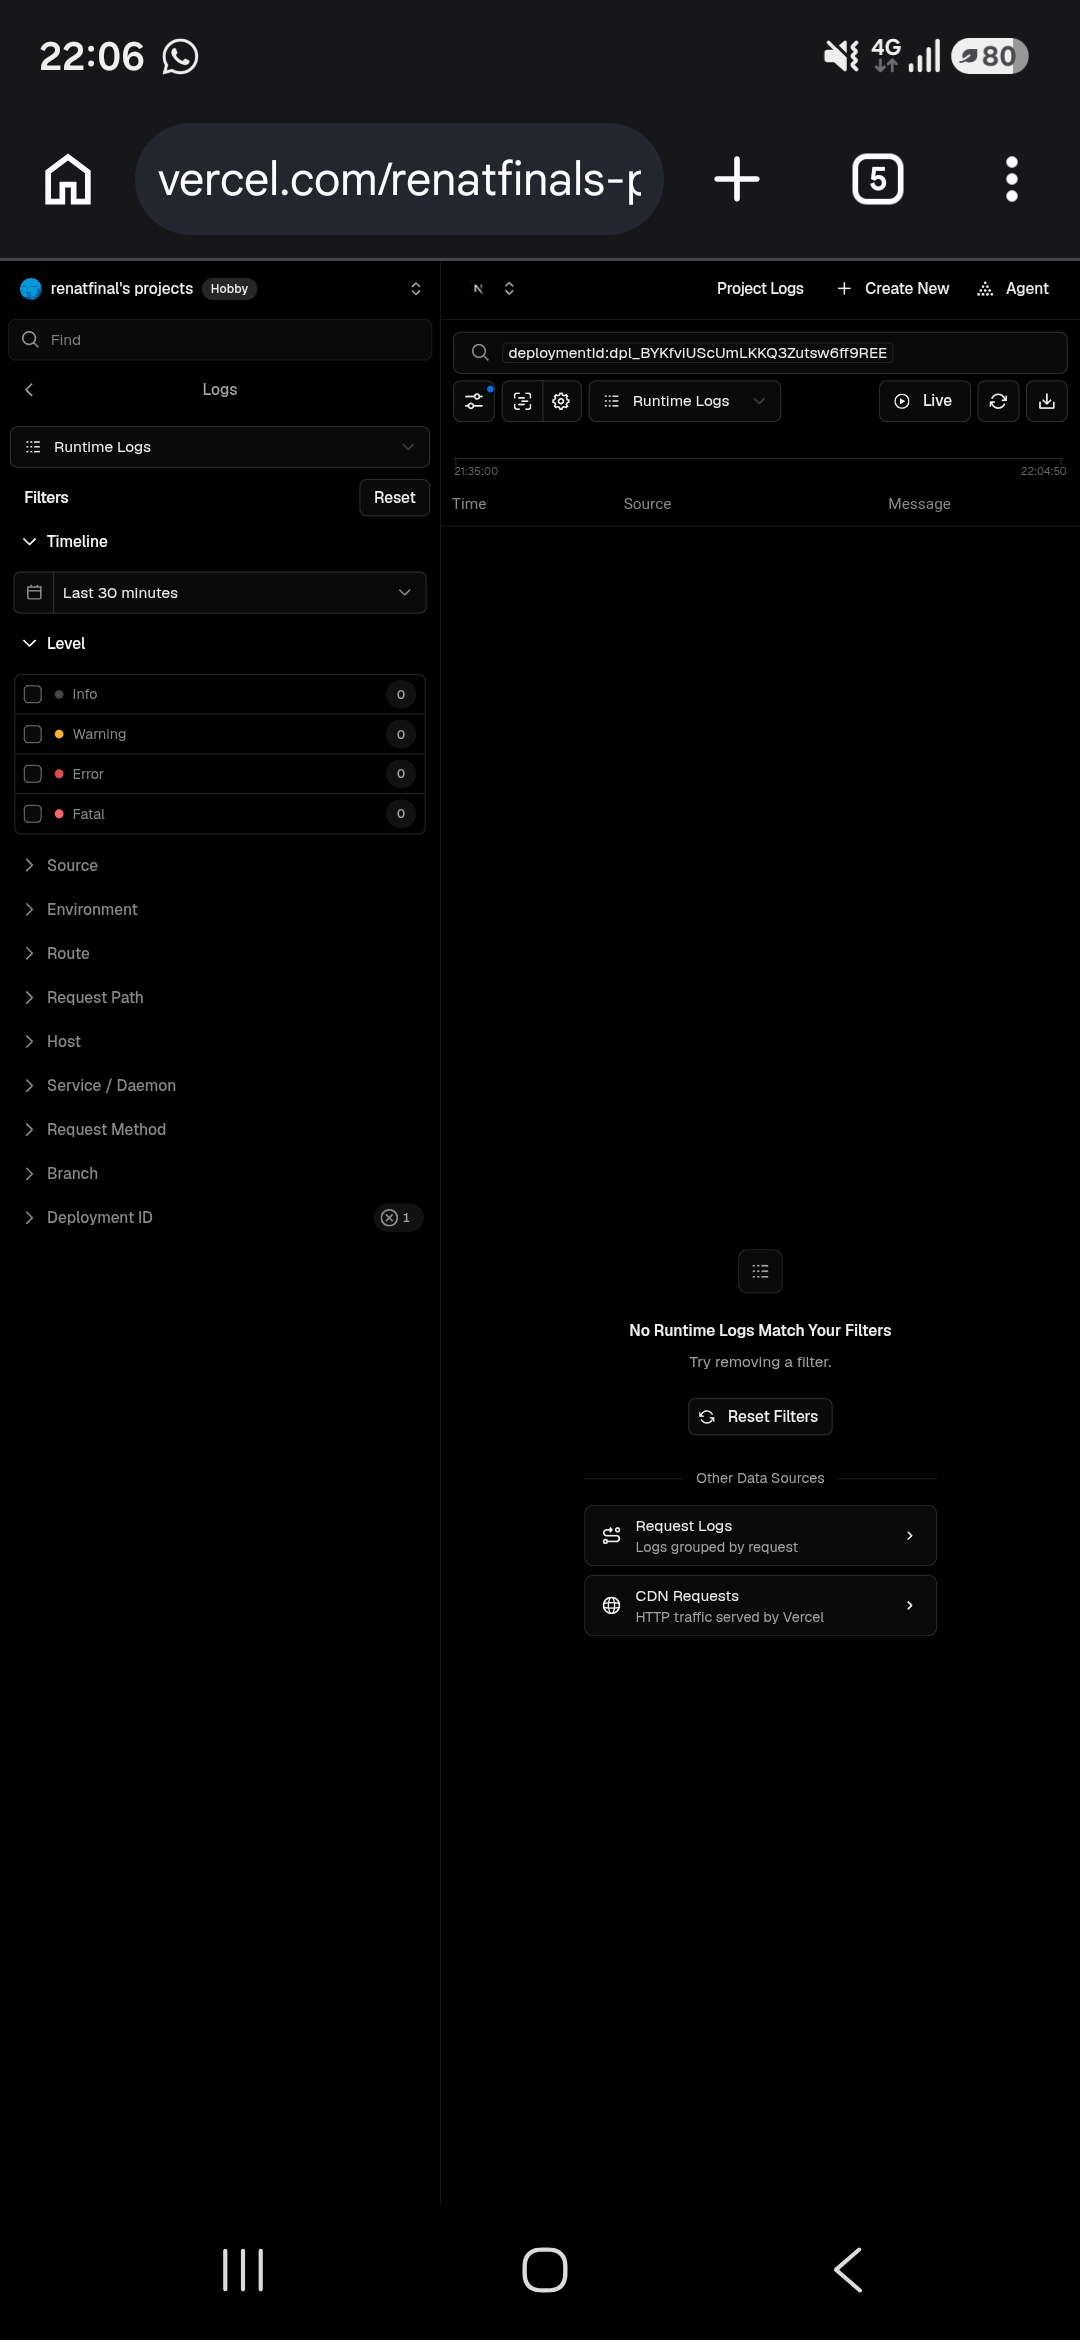 22:06
4G
80
vercel.com/renatfinals-p
5
renatfinal's projects
Hobby
Project Logs
Create New
Agent
Find
deploymentId:dpl_BYKfviUScUmLKKQ3Zutsw6ff9REE
Logs
Runtime Logs
Live
Runtime Logs
21:35:00
22:04:50
Filters
Reset
Time
Source
Message
Timeline
Last 30 minutes
Level
Info
0
Warning
0
Error
0
Fatal
0
Source
Environment
Route
Request Path
Host
Service / Daemon
Request Method
Branch
Deployment ID
1
No Runtime Logs Match Your Filters
Try removing a filter.
Reset Filters
Other Data Sources
Request Logs
Logs grouped by request
CDN Requests
HTTP traffic served by Vercel